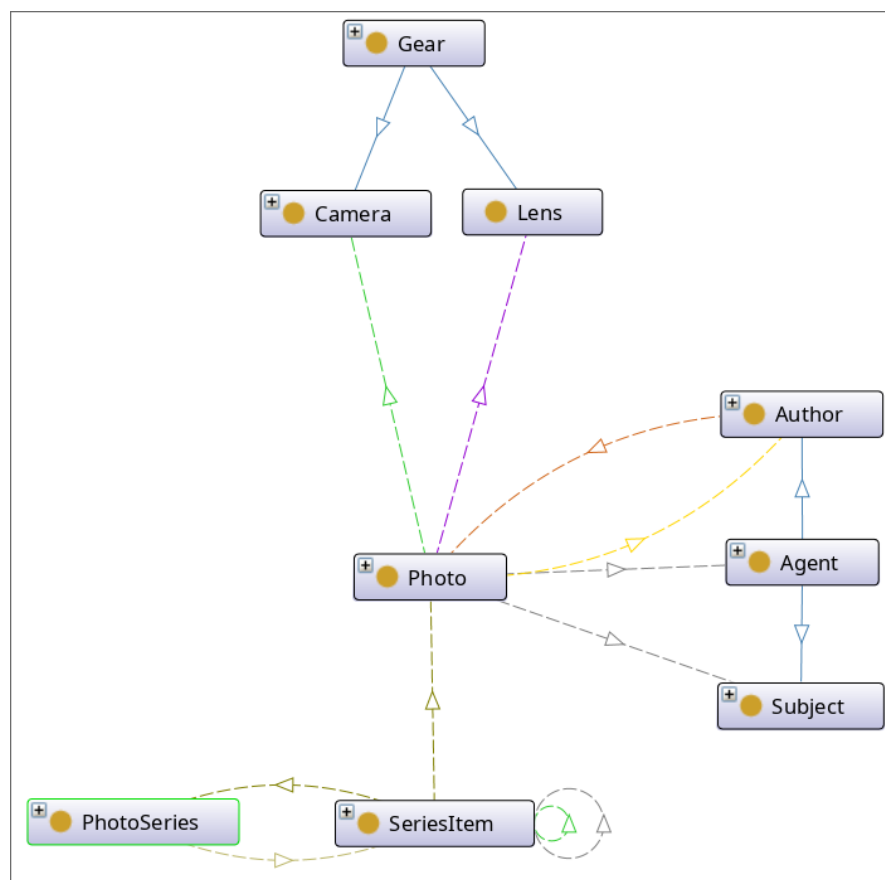 Gear
Camera
Lens
Author
Agent
Photo
Subject
PhotoSeries
SeriesItem